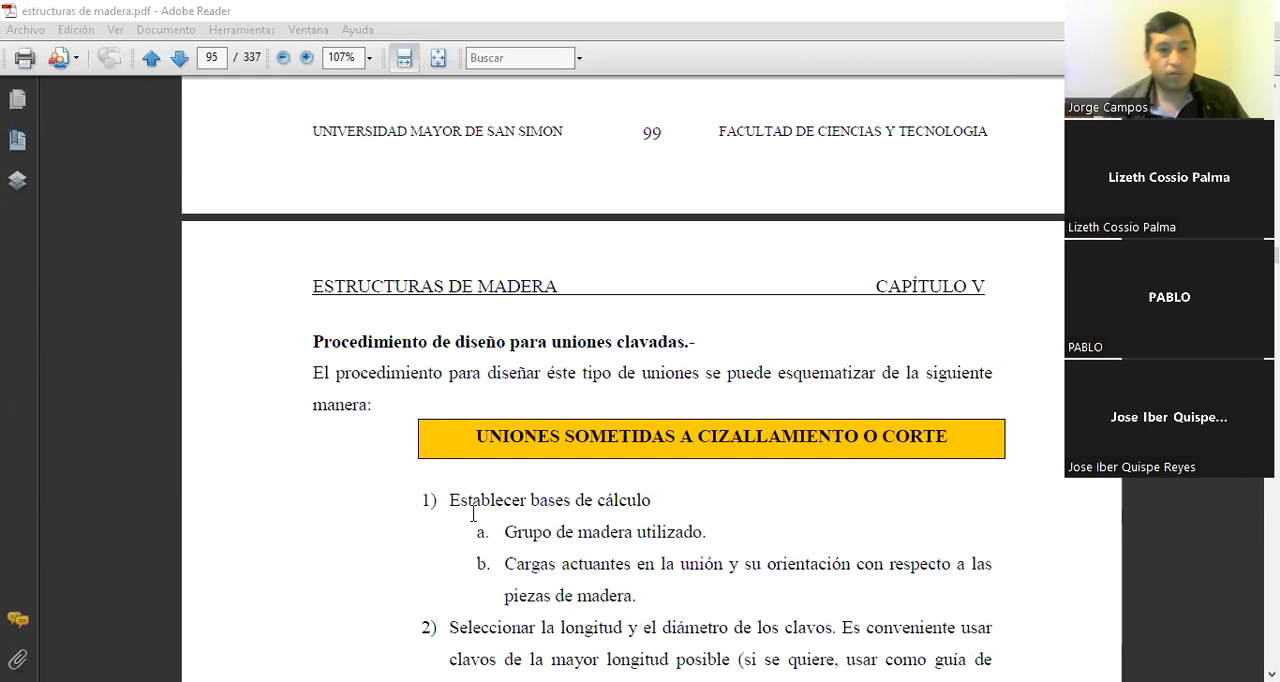 estructuras de madera.pdf - Adobe Reader
Archivo Edición Ver Documento Herramientas Ventana Ayuda
95 / 337 107% Buscar
UNIVERSIDAD MAYOR DE SAN SIMON 99 FACULTAD DE CIENCIAS Y TECNOLOGIA
ESTRUCTURAS DE MADERA CAPÍTULO V
Procedimiento de diseño para uniones clavadas.-
El procedimiento para diseñar éste tipo de uniones se puede esquematizar de la siguiente
manera:
UNIONES SOMETIDAS A CIZALLAMIENTO O CORTE
1) Establecer bases de cálculo
a. Grupo de madera utilizado.
b. Cargas actuantes en la unión y su orientación con respecto a las
piezas de madera.
2) Seleccionar la longitud y el diámetro de los clavos. Es conveniente usar
clavos de la mayor longitud posible (si se quiere, usar como guía de
Jorge Campos
Lizeth Cossio Palma
Lizeth Cossio Palma
PABLO
PABLO
Jose Iber Quispe...
Jose Iber Quispe Reyes